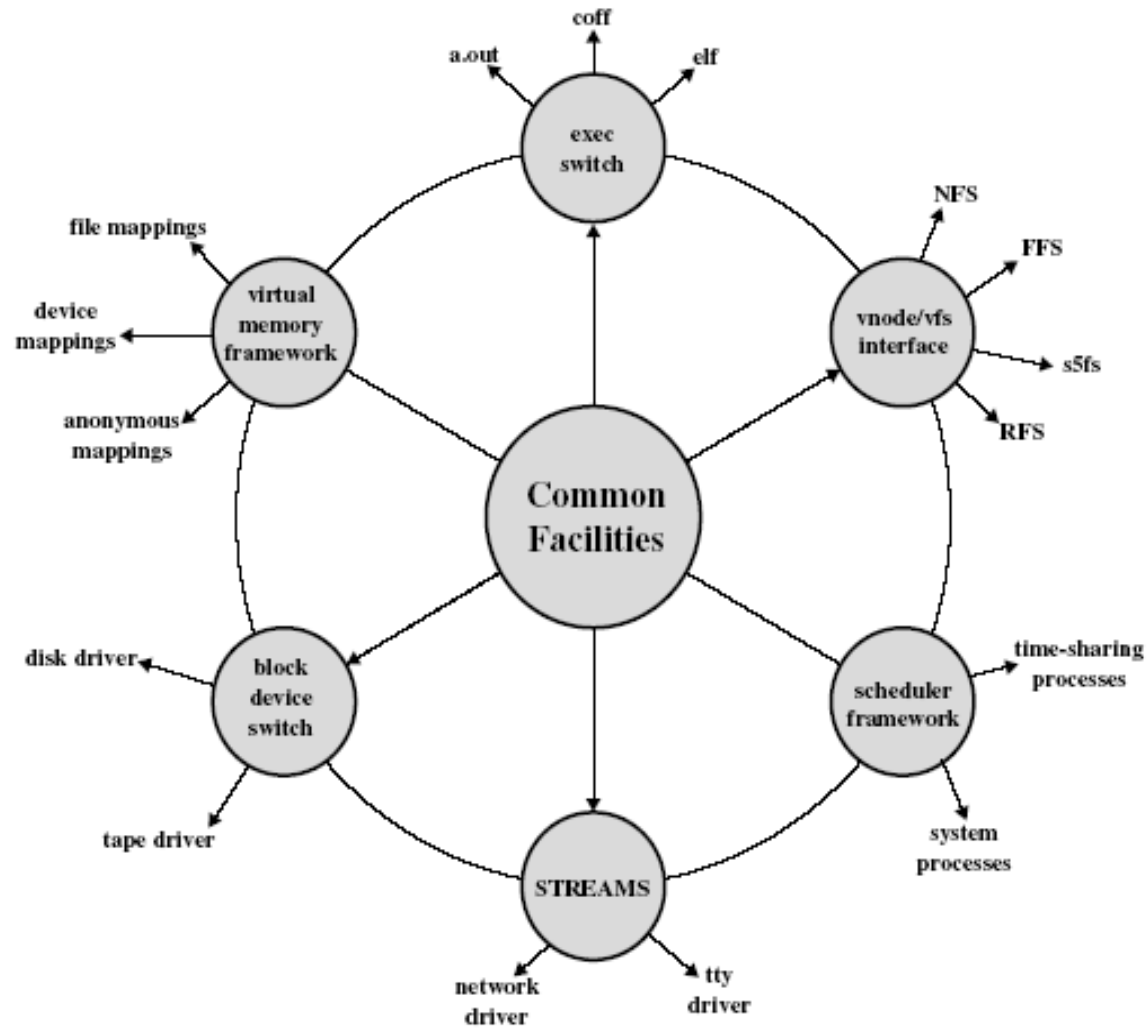 coff
a.out
elf
exec
switch
NFS
FFS
s5fs
RFS
vnode/vfs
interface
file mappings
device
mappings
anonymous
mappings
virtual
memory
framework
Common
Facilities
disk driver
tape driver
block
device
switch
scheduler
framework
time-sharing
processes
system
processes
STREAMS
network
driver
tty
driver